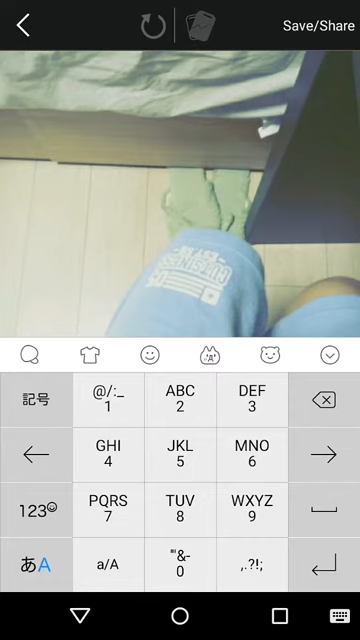 Save/Share
記号
@/:_
1
ABC
2
DEF
3
GHI
4
JKL
5
MNO
6
123☺
PQRS
7
TUV
8
WXYZ
9
あA
a/A
'"&-
0
,.?!;